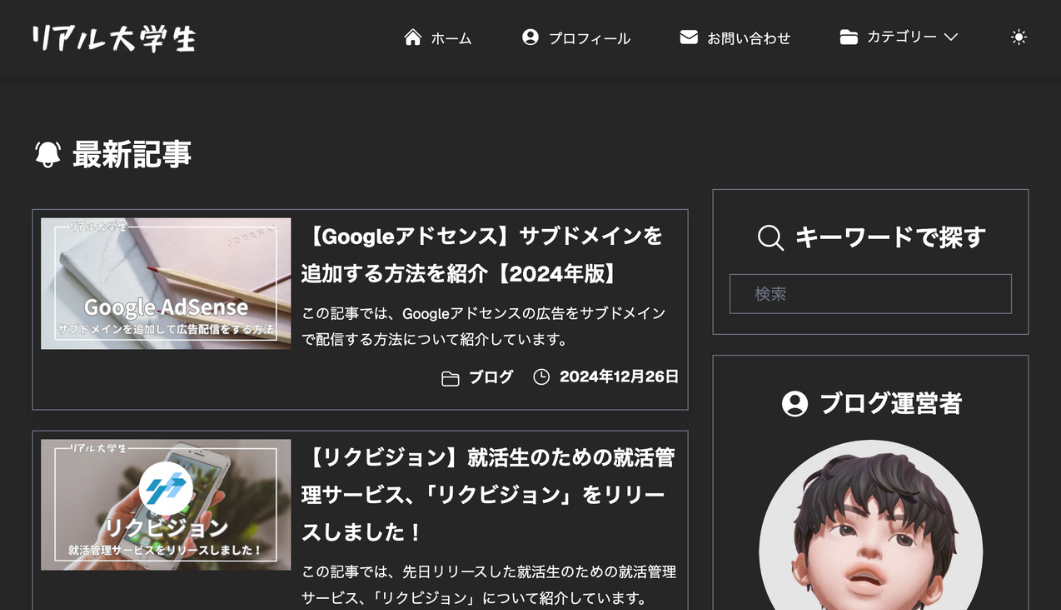 リアル大学生
ホーム
プロフィール
お問い合わせ
カテゴリー
最新記事
リアル大学生
Google AdSense
サブドメインを追加して広告配信をする方法
【Googleアドセンス】サブドメインを
追加する方法を紹介【2024年版】
この記事では、Googleアドセンスの広告をサブドメイン
で配信する方法について紹介しています。
ブログ
2024年12月26日
リアル大学生
リクビジョン
就活管理サービスをリリースしました！
【リクビジョン】就活生のための就活管
理サービス、「リクビジョン」をリリー
スしました！
この記事では、先日リリースした就活生のための就活管理
サービス、「リクビジョン」について紹介しています。
キーワードで探す
検索
ブログ運営者